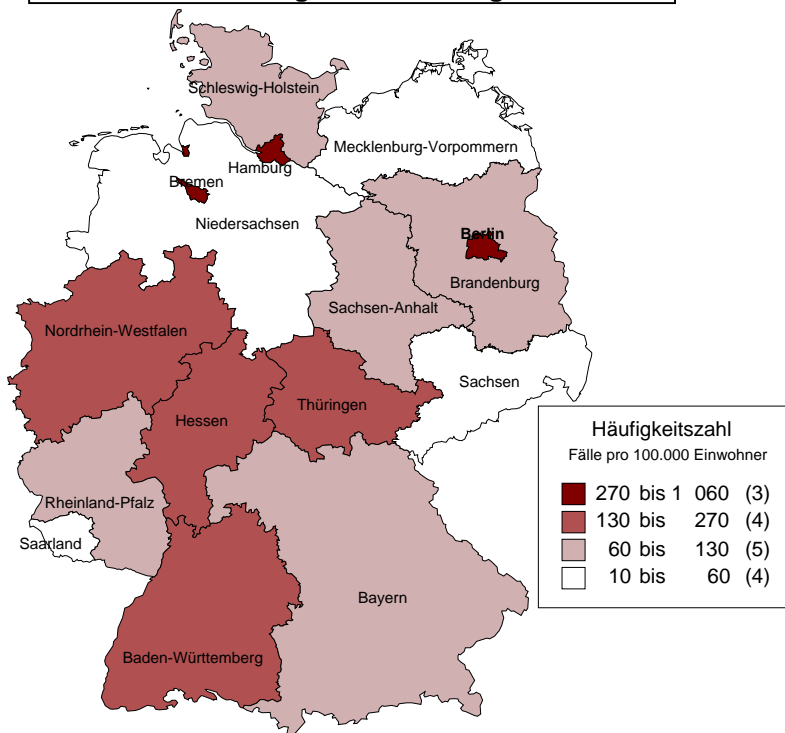 Schleswig-Holstein
Mecklenburg-Vorpommern
Hamburg
Bremen
Niedersachsen
Berlin
Brandenburg
Sachsen-Anhalt
Nordrhein-Westfalen
Sachsen
Thüringen
Hessen
Häufigkeitszahl
Fälle pro 100.000 Einwohner
270 bis 1 060 (3)
130 bis 270 (4)
60 bis 130 (5)
10 bis 60 (4)
Rheinland-Pfalz
Saarland
Bayern
Baden-Württemberg